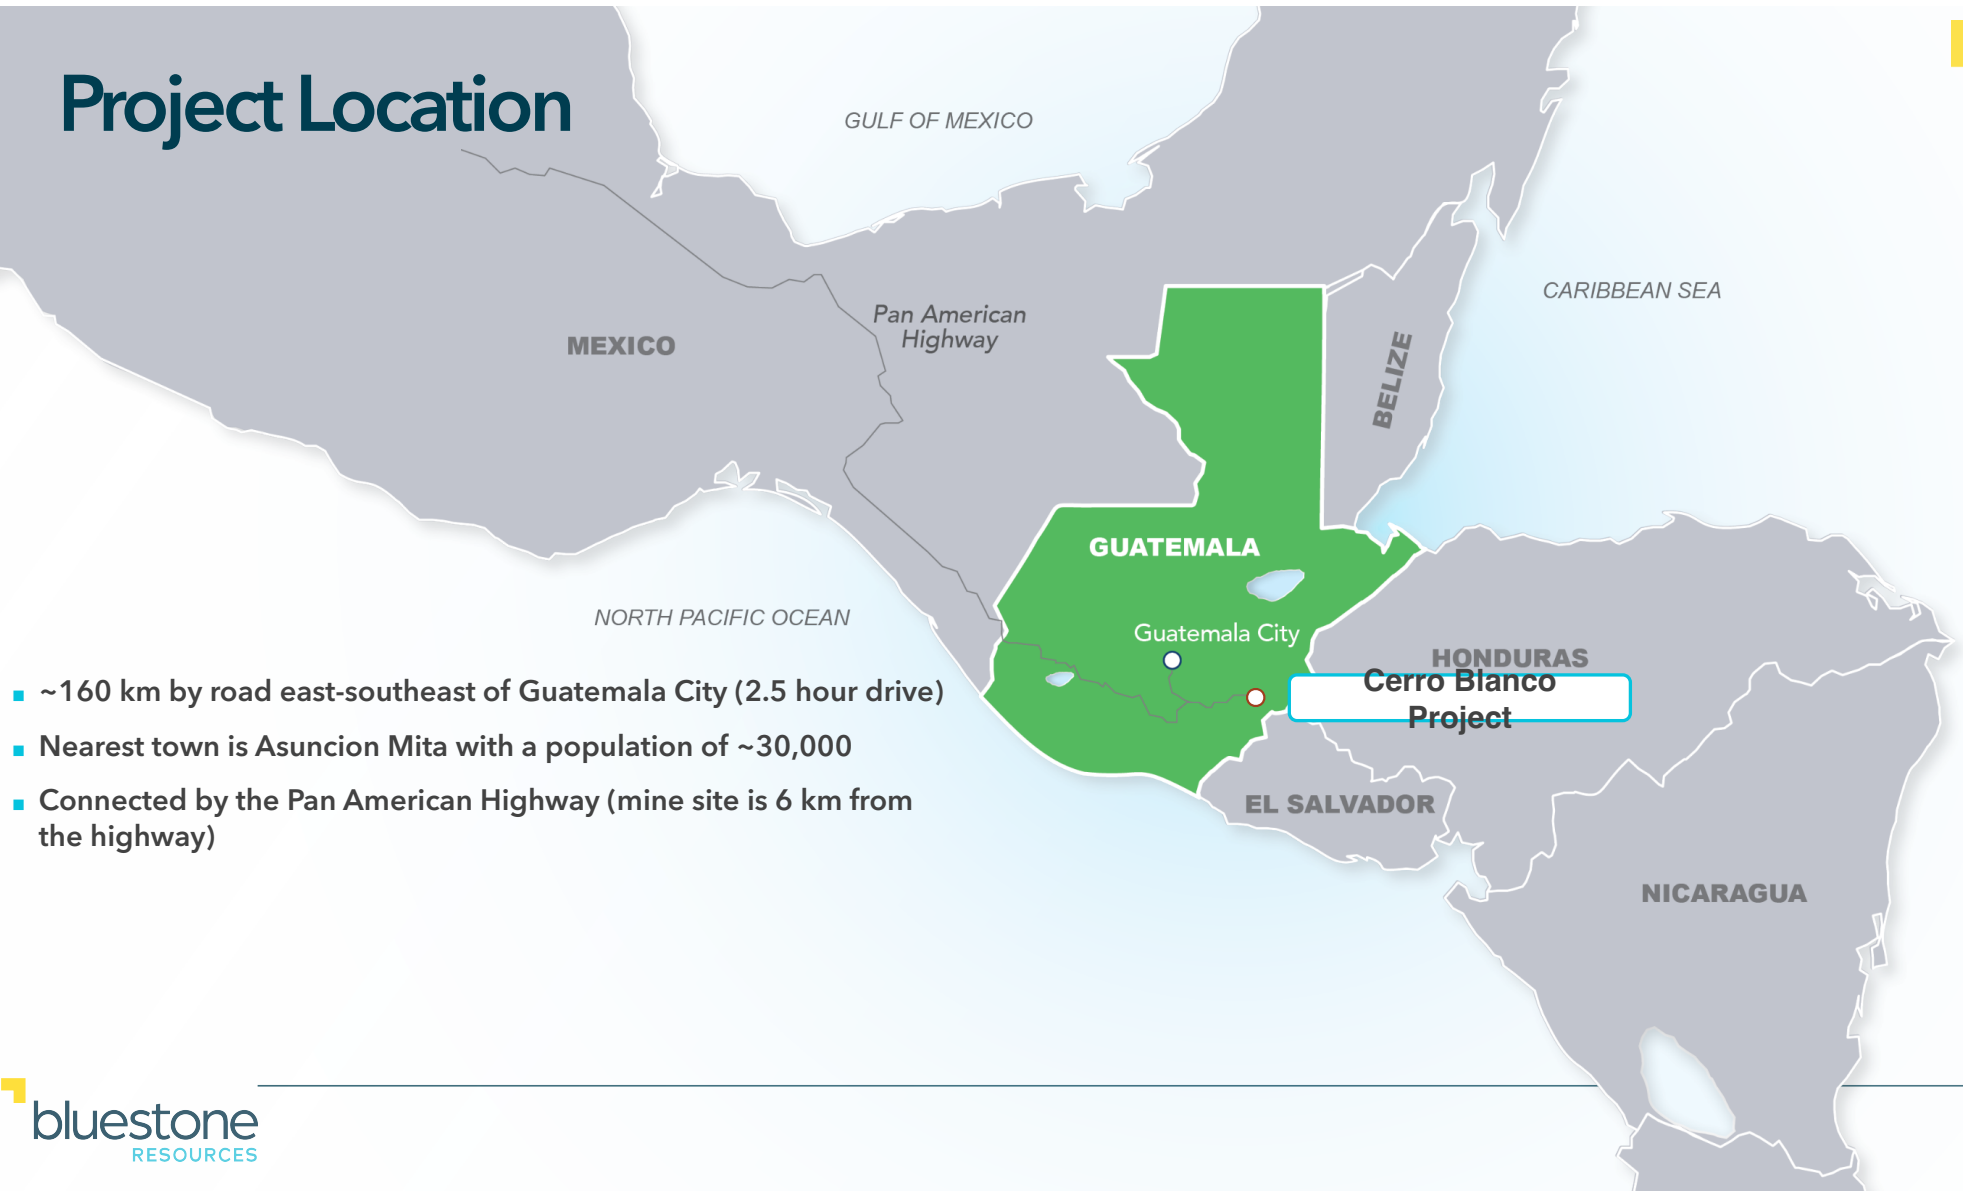 Project Location
GULF OF MEXICO
CARIBBEAN SEA
Pan American
Highway
MEXICO
BELIZE
GUATEMALA
NORTH PACIFIC OCEAN
Guatemala City
HONDURAS
Cerro Blanco
Project
~160 km by road east-southeast of Guatemala City (2.5 hour drive)
Nearest town is Asuncion Mita with a population of ~30,000
Connected by the Pan American Highway (mine site is 6 km from
the highway)
EL SALVADOR
NICARAGUA
bluestone
RESOURCES